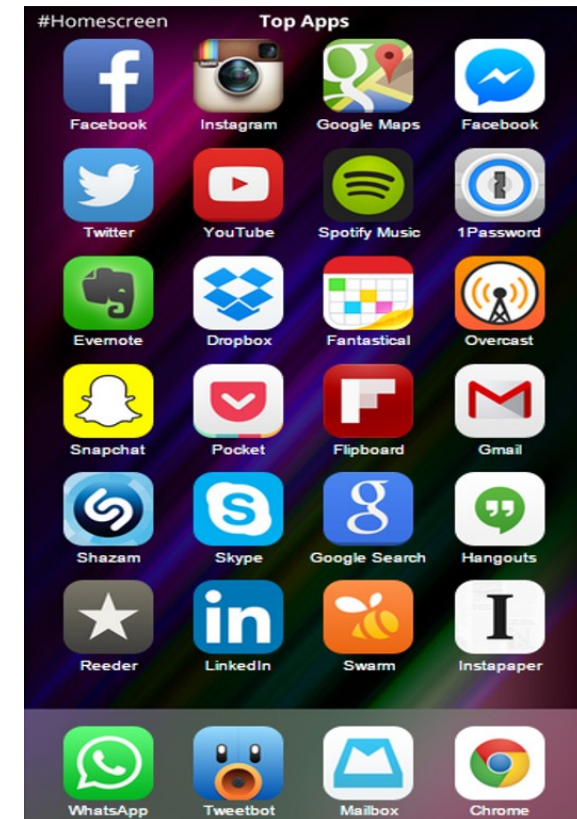 #Homescreen Top Apps
Facebook Instagram Google Maps Facebook
Twitter YouTube Spotify Music 1Password
Evernote Dropbox Fantastical Overcast
Snapchat Pocket Flipboard Gmail
Shazam Skype Google Search Hangouts
Reeder LinkedIn Swarm Instapaper
WhatsApp Tweetbot Mailbox Chrome